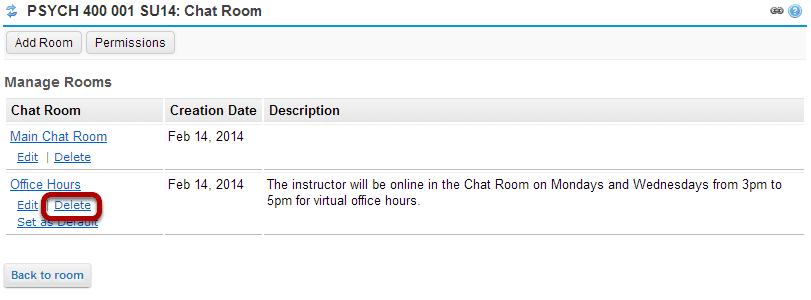 PSYCH 400 001 SU14: Chat Room
Add Room Permissions
Manage Rooms
Chat Room Creation Date Description
Main Chat Room Feb 14, 2014
Edit | Delete
Office Hours Feb 14, 2014 The instructor will be online in the Chat Room on Mondays and Wednesdays from 3pm to
Edit | Delete 5pm for virtual office hours.
Set as Default
Back to room